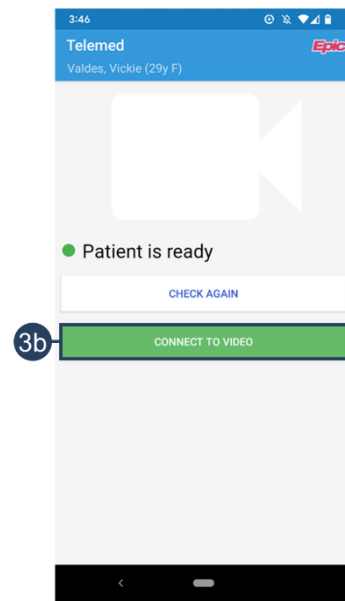 3:46
Telemed
Epic
Valdes, Vickie (29y F)
Patient is ready
CHECK AGAIN
3b
CONNECT TO VIDEO